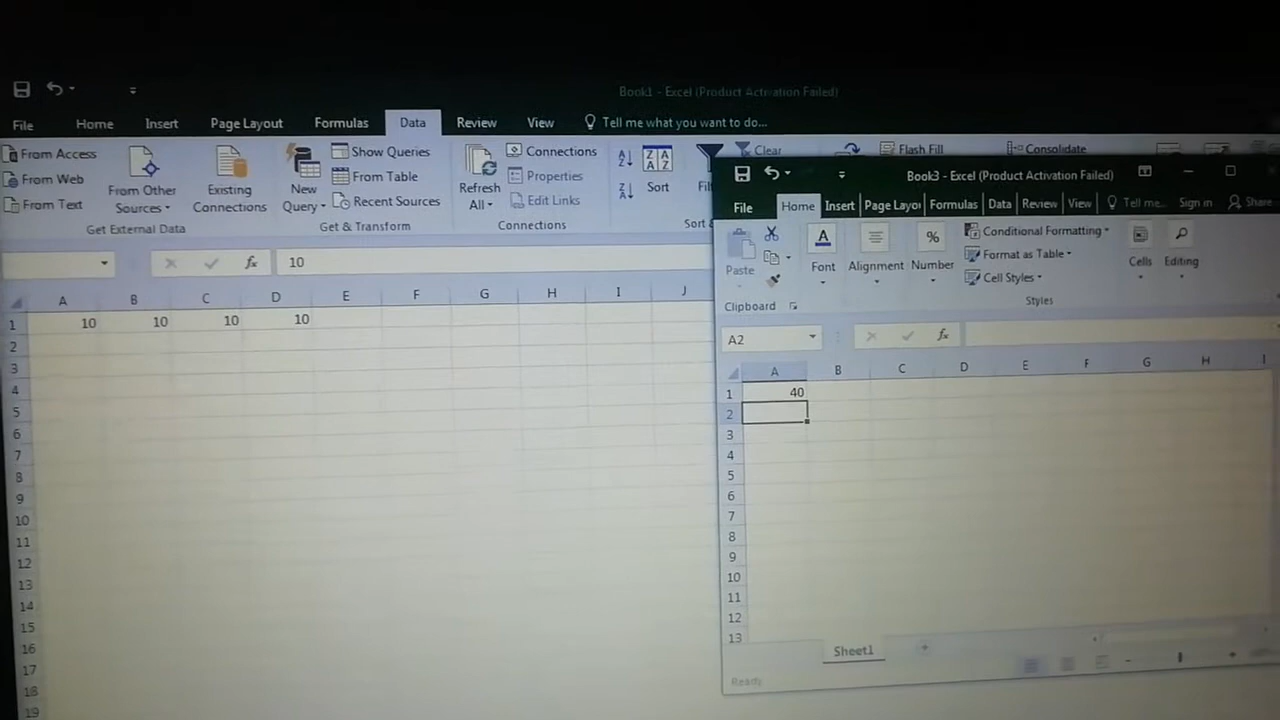 Book1 - Excel (Product Activation Failed)
File Home Insert Page Layout Formulas Data Review View Tell me what you want to do...
From Access
From Web
From Text
From Other Sources
Existing Connections
Get External Data
New Query
Show Queries
From Table
Recent Sources
Get & Transform
Refresh All
Connections
Properties
Edit Links
Connections
Sort
Clear
Sort
Flash Fill
Consolidate
fx 10
A B C D E F G H I J
1 10 10 10 10
2
3
4
5
6
7
8
9
10
11
12
13
14
15
16
17
18
19
Book3 - Excel (Product Activation Failed)
File Home Insert Page Layou Formulas Data Review View Tell me... Sign in Share
Paste
Clipboard
Font
Alignment
%
Number
Conditional Formatting
Format as Table
Cell Styles
Styles
Cells
Editing
A2 fx
A B C D E F G H I
1 40
2
3
4
5
6
7
8
9
10
11
12
13
Sheet1
Ready